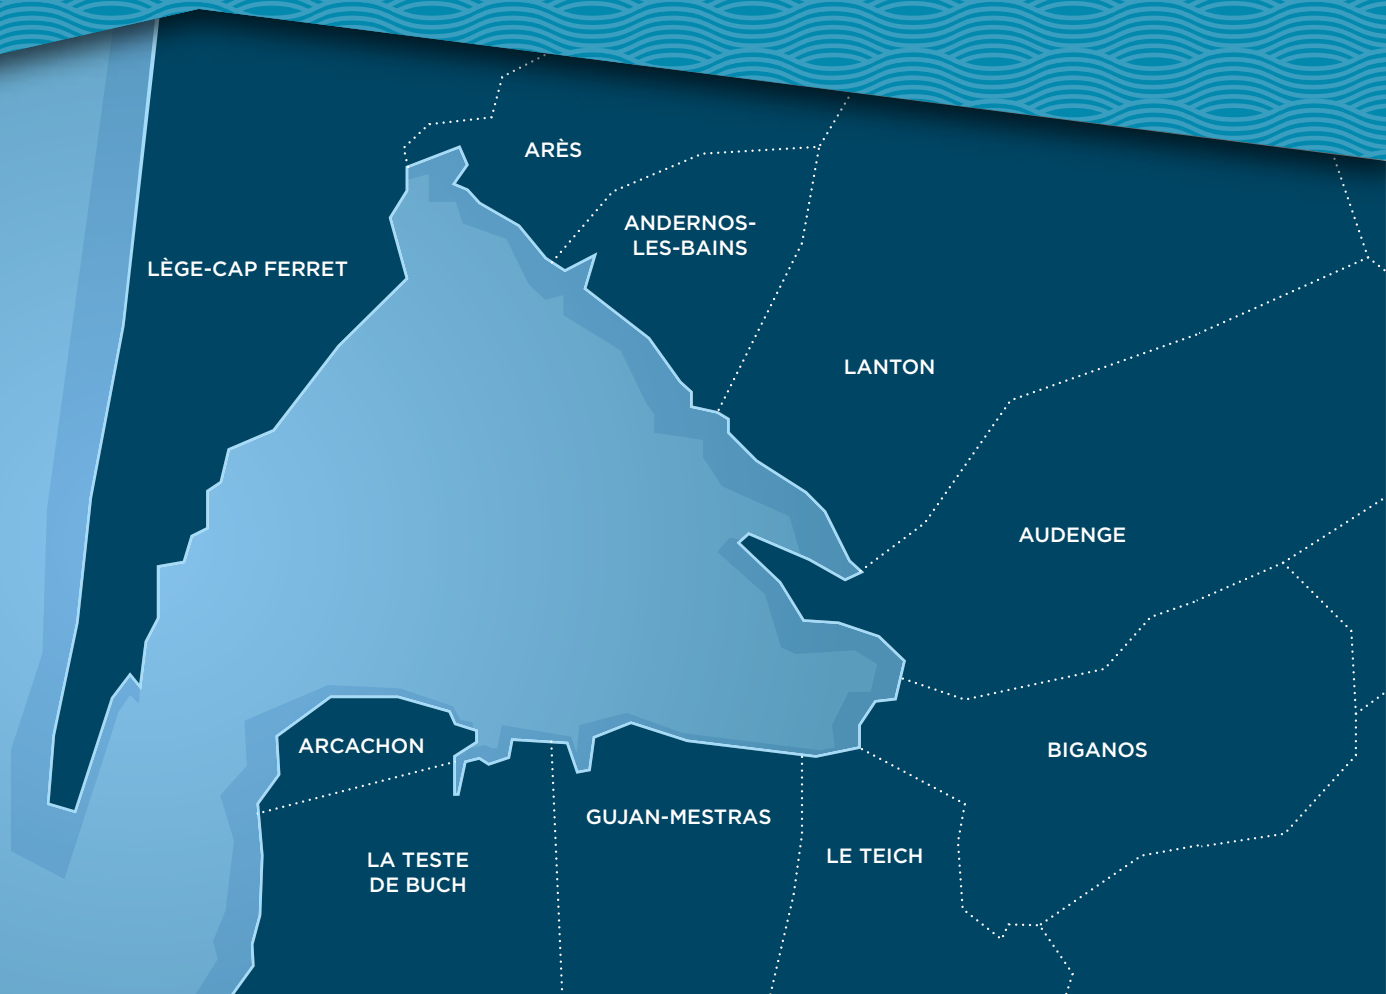 ARÈS
ANDERNOS-
LES-BAINS
LÈGE-CAP FERRET
LANTON
AUDENGE
ARCACHON
BIGANOS
GUJAN-MESTRAS
LE TEICH
LA TESTE
DE BUCH